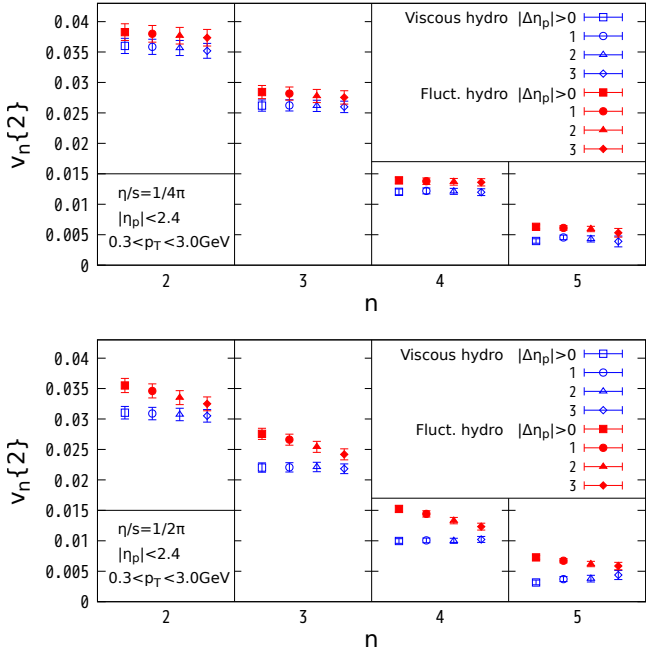 0.04
0.035
0.03
0.025
0.02
0.015
0.01
0.005
0
v_n{2}
Viscous hydro |Δη_p|>0
1
2
3
Fluct. hydro |Δη_p|>0
1
2
3
η/s=1/4π
|η_p|<2.4
0.3<p_T<3.0GeV
2 3 4 5
n
0.04
0.035
0.03
0.025
0.02
0.015
0.01
0.005
0
v_n{2}
Viscous hydro |Δη_p|>0
1
2
3
Fluct. hydro |Δη_p|>0
1
2
3
η/s=1/2π
|η_p|<2.4
0.3<p_T<3.0GeV
2 3 4 5
n